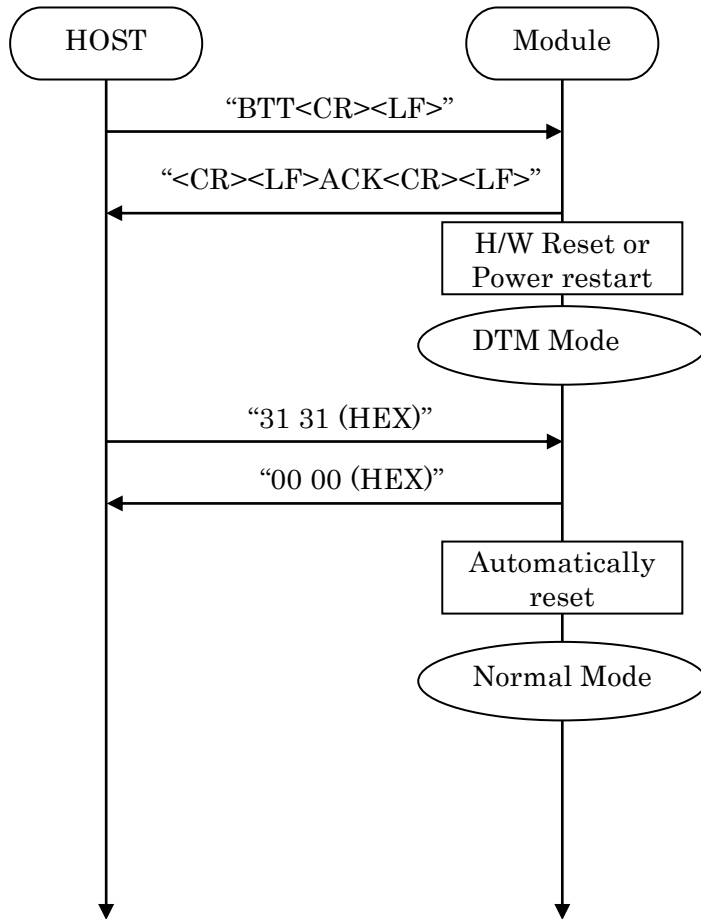 HOST
Module
“BTT<CR><LF>”
“<CR><LF>ACK<CR><LF>”
H/W Reset or
Power restart
DTM Mode
“31 31 (HEX)”
“00 00 (HEX)”
Automatically
reset
Normal Mode